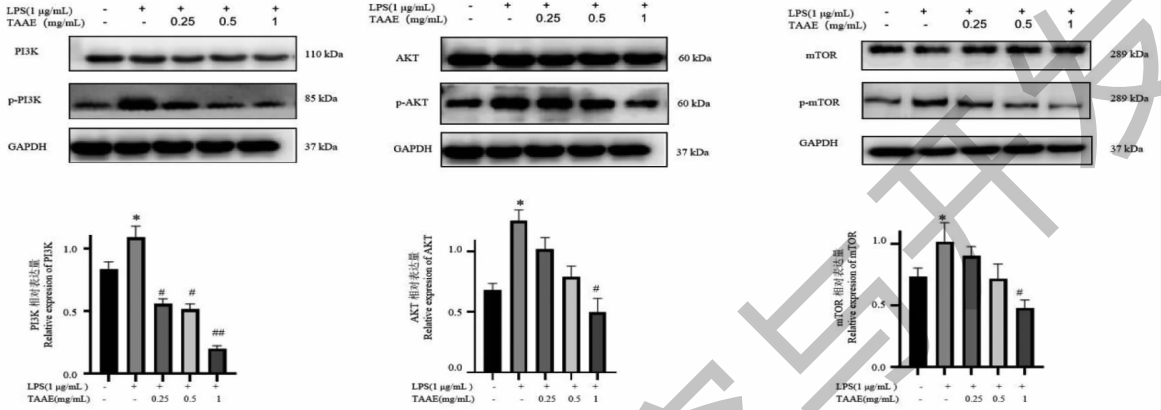 LPS(1 μg/mL) - + + + +
TAAE (mg/mL) - - 0.25 0.5 1
PI3K 110 kDa
p-PI3K 85 kDa
GAPDH 37 kDa
LPS(1 μg/mL) - + + + +
TAAE (mg/mL) - - 0.25 0.5 1
AKT 60 kDa
p-AKT 60 kDa
GAPDH 37 kDa
LPS(1 μg/mL) - + + + +
TAAE (mg/mL) - - 0.25 0.5 1
mTOR 289 kDa
p-mTOR 289 kDa
GAPDH 37 kDa
PI3K 相对表达量
Relative expresion of PI3K
1.0
0.5
0.0
* # # ##
LPS(1 μg/mL ) - + + + +
TAAE(mg/mL) - - 0.25 0.5 1
AKT 相对表达量
Relative expresion of AKT
1.0
0.5
0.0
* #
LPS(1 μg/mL ) - + + + +
TAAE(mg/mL) - - 0.25 0.5 1
mTOR 相对表达量
Relative expresion of mTOR
1.0
0.5
0.0
* #
LPS(1 μg/mL ) - + + + +
TAAE(mg/mL) - - 0.25 0.5 1
与开发